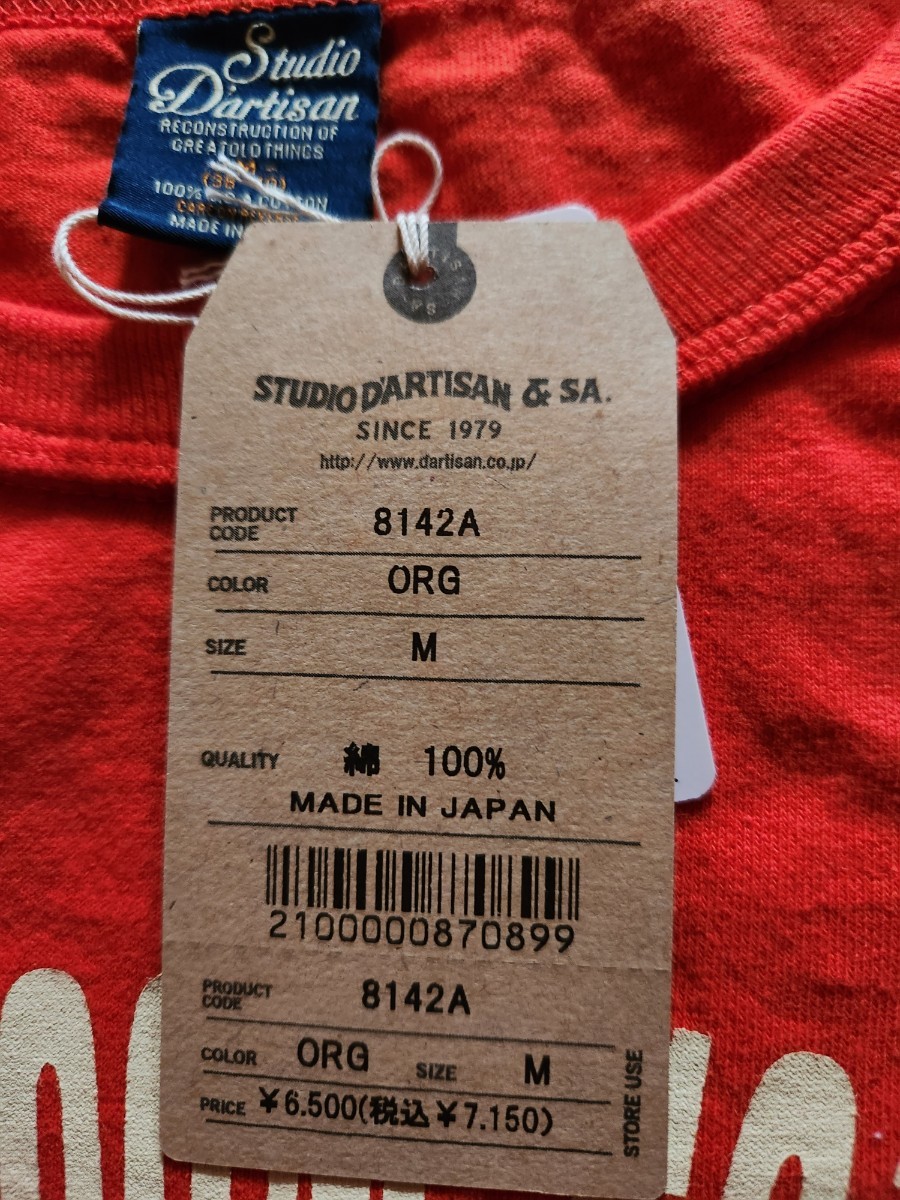 Studio
D'artisan
RECONSTRUCTION OF
GREAT OLD THINGS
100%
MADE IN
STUDIO D'ARTISAN & SA.
SINCE 1979
http://www.dartisan.co.jp/
PRODUCT CODE 8142A
COLOR ORG
SIZE M
QUALITY 綿 100%
MADE IN JAPAN
2100000870899
PRODUCT CODE 8142A
COLOR ORG SIZE M
PRICE ¥6.500(税込¥7.150)
STORE USE